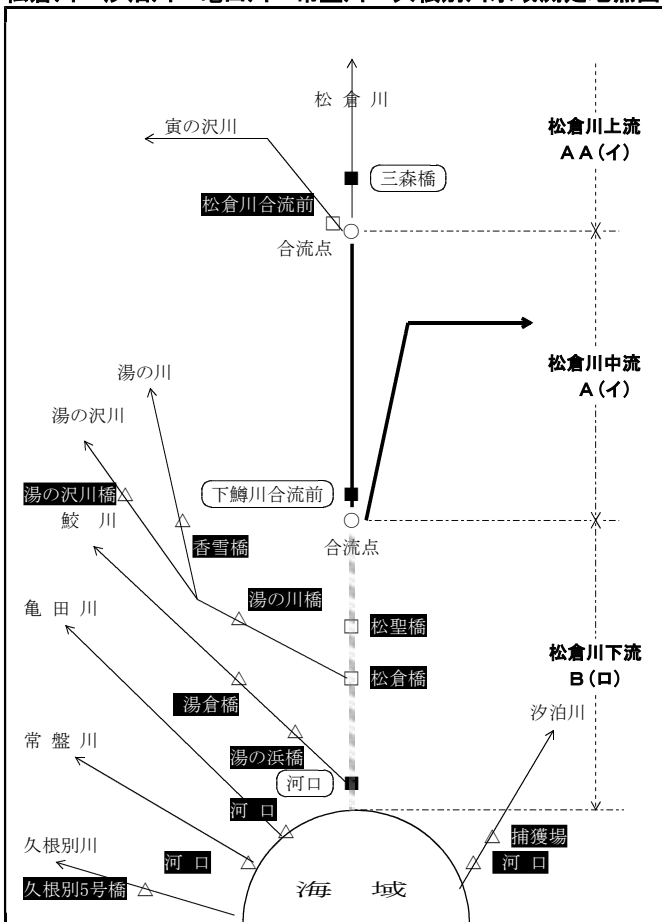 松倉川
寅の沢川
松倉川上流
ＡＡ(イ)
三森橋
松倉川合流前
合流点
松倉川中流
Ａ(イ)
湯の川
湯の沢川
湯の沢川橋
下鱒川合流前
鮫川
香雪橋
合流点
湯の川橋
松聖橋
亀田川
松倉川下流
Ｂ(ロ)
松倉橋
湯倉橋
汐泊川
常盤川
湯の浜橋
河口
河口
捕獲場
久根別川
河口
河口
久根別5号橋
海域